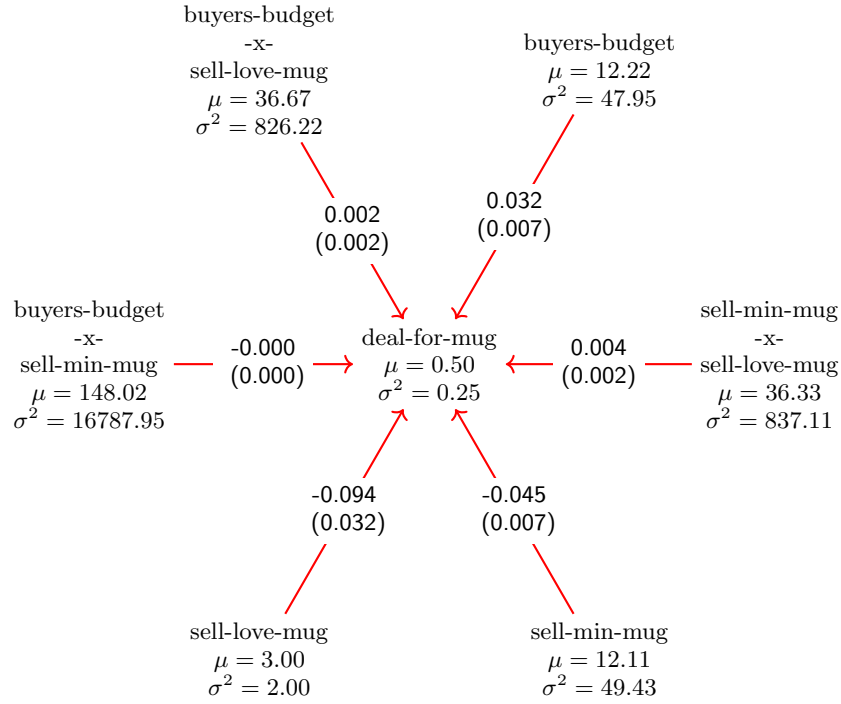 buyers-budget
-x-
sell-love-mug
μ = 36.67
σ² = 826.22
buyers-budget
μ = 12.22
σ² = 47.95
0.002
(0.002)
0.032
(0.007)
buyers-budget
-x-
sell-min-mug
μ = 148.02
σ² = 16787.95
-0.000
(0.000)
deal-for-mug
μ = 0.50
σ² = 0.25
0.004
(0.002)
sell-min-mug
-x-
sell-love-mug
μ = 36.33
σ² = 837.11
-0.094
(0.032)
-0.045
(0.007)
sell-love-mug
μ = 3.00
σ² = 2.00
sell-min-mug
μ = 12.11
σ² = 49.43